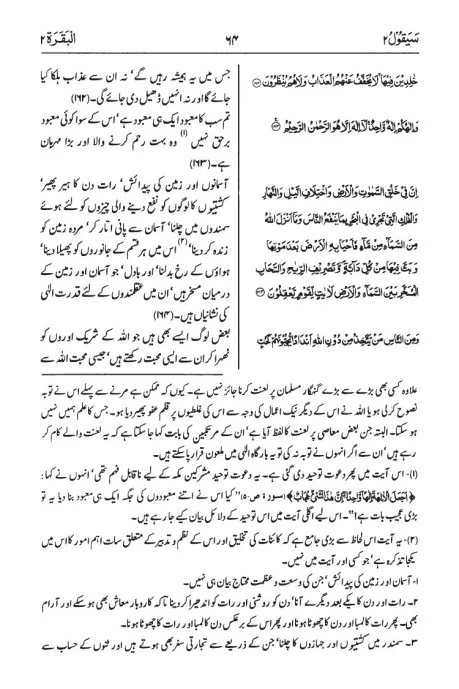 سَيَقُولُ ٢
٦٤
البَقَرَة ٢
خٰلِدِيْنَ فِيْهَا ۚ لَا يُخَفَّفُ عَنْهُمُ الْعَذَابُ وَلَا هُمْ يُنْظَرُوْنَ
وَاِلٰهُكُمْ اِلٰهٌ وَّاحِدٌ ۚ لَآ اِلٰهَ اِلَّا هُوَ الرَّحْمٰنُ الرَّحِيْمُ
اِنَّ فِيْ خَلْقِ السَّمٰوٰتِ وَالْاَرْضِ وَاخْتِلَافِ الَّيْلِ وَالنَّهَارِ
وَالْفُلْكِ الَّتِيْ تَجْرِيْ فِي الْبَحْرِ بِمَا يَنْفَعُ النَّاسَ وَمَآ اَنْزَلَ اللّٰهُ
مِنَ السَّمَآءِ مِنْ مَّآءٍ فَاَحْيَا بِهِ الْاَرْضَ بَعْدَ مَوْتِهَا
وَبَثَّ فِيْهَا مِنْ كُلِّ دَآبَّةٍ ۪ وَّتَصْرِيْفِ الرِّيٰحِ وَالسَّحَابِ
الْمُسَخَّرِ بَيْنَ السَّمَآءِ وَالْاَرْضِ لَاٰيٰتٍ لِّقَوْمٍ يَّعْقِلُوْنَ
وَمِنَ النَّاسِ مَنْ يَّتَّخِذُ مِنْ دُوْنِ اللّٰهِ اَنْدَادًا يُّحِبُّوْنَهُمْ كَحُبِّ
جس میں یہ ہمیشہ رہیں گے، نہ ان سے عذاب ہلکا کیا
جائے گا اور نہ انہیں ڈھیل دی جائے گی۔ (۱۶۲)
تم سب کا معبود ایک ہی معبود ہے، اس کے سوا کوئی معبود
برحق نہیں (۱) وہ بہت رحم کرنے والا اور بڑا مہربان
ہے۔ (۱۶۳)
آسمانوں اور زمین کی پیدائش، رات دن کا ہیر پھیر،
کشتیوں کا لوگوں کو نفع دینے والی چیزوں کو لئے ہوئے
سمندروں میں چلنا، آسمان سے پانی اتار کر، مردہ زمین کو
زندہ کر دینا، (۲) اس میں ہر قسم کے جانوروں کو پھیلا دینا،
ہواؤں کے رخ بدلنا، اور بادل، جو آسمان اور زمین کے
درمیان مسخر ہیں، ان میں عقلمندوں کے لئے قدرت الٰہی
کی نشانیاں ہیں۔ (۱۶۴)
بعض لوگ ایسے بھی ہیں جو اللہ کے شریک اوروں کو
ٹھہرا کر ان سے ایسی محبت رکھتے ہیں، جیسی محبت اللہ سے
علاوہ کسی بھی بڑے سے بڑے گنہگار مسلمان پر لعنت کرنا جائز نہیں ہے۔ کیوں کہ ممکن ہے مرنے سے پہلے اس نے توبہ
نصوح کرلی ہو یا اللہ نے اس کے دیگر نیک اعمال کی وجہ سے اس کی غلطیوں پر قلم عفو پھیر دیا ہو۔ جس کا علم ہمیں نہیں
ہو سکتا۔ البتہ جن بعض معاصی پر لعنت کا لفظ آیا ہے، ان کے مرتکبین کی بابت کہا جا سکتا ہے کہ یہ لعنت والے کام کر
رہے ہیں، ان سے اگر انہوں نے توبہ نہ کی تو یہ بارگاہ الٰہی میں ملعون قرار پا سکتے ہیں۔
(۱)۔ اس آیت میں پھر دعوت توحید دی گئی ہے۔ یہ دعوت توحید مشرکین مکہ کے لیے ناقابل فہم تھی، انہوں نے کہا:
﴿اَجَعَلَ الْاٰلِهَةَ اِلٰهًا وَّاحِدًا اِنَّ هٰذَا لَشَيْءٌ عُجَابٌ﴾ (سورۃ ص:۵) "کیا اس نے اتنے معبودوں کی جگہ ایک ہی معبود بنا دیا یہ تو
بڑی عجیب بات ہے!"۔ اس لیے اگلی آیت میں اس توحید کے دلائل بیان کیے جا رہے ہیں۔
(۲)۔ یہ آیت اس لحاظ سے بڑی جامع ہے کہ کائنات کی تخلیق اور اس کے نظم و تدبیر کے متعلق سات اہم امور کا اس میں
یکجا تذکرہ ہے، جو کسی اور آیت میں نہیں۔
۱۔ آسمان اور زمین کی پیدائش، جن کی وسعت و عظمت محتاج بیان ہی نہیں۔
۲۔ رات اور دن کا یکے بعد دیگرے آنا، دن کو روشنی اور رات کو اندھیرا کر دینا تاکہ کاروبار معاش بھی ہو سکے اور آرام
بھی۔ پھر رات کا لمبا اور دن کا چھوٹا ہونا اور پھر اس کے برعکس دن کا لمبا اور رات کا چھوٹا ہونا۔
۳۔ سمندر میں کشتیوں اور جہازوں کا چلنا، جن کے ذریعے سے تجارتی سفر بھی ہوتے ہیں اور ٹنوں کے حساب سے